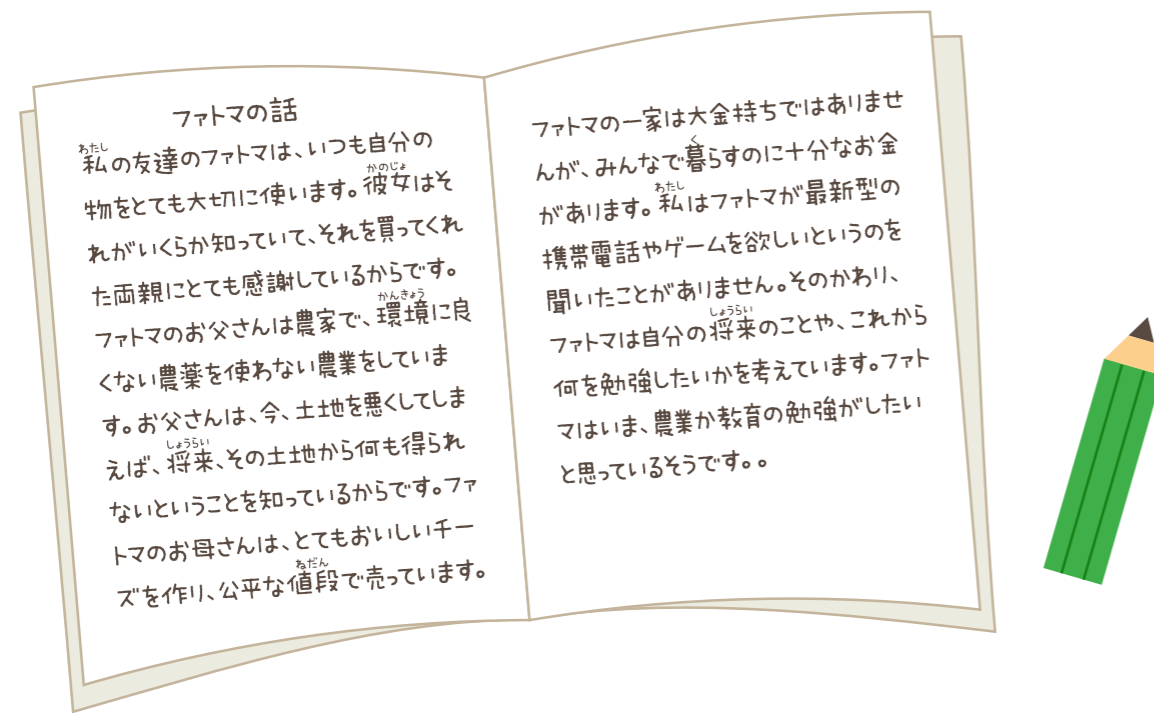 ファトマの話
私の友達のファトマは、いつも自分の
物をとても大切に使います。彼女はそ
れがいくらか知っていて、それを買ってくれ
た両親にとても感謝しているからです。
ファトマのお父さんは農家で、環境に良
くない農薬を使わない農業をしていま
す。お父さんは、今、土地を悪くしてしま
えば、将来、その土地から何も得られ
ないということを知っているからです。ファ
トマのお母さんは、とてもおいしいチー
ズを作り、公平な値段で売っています。
ファトマの一家は大金持ちではありませ
んが、みんなで暮らすのに十分なお金
があります。私はファトマが最新型の
携帯電話やゲームを欲しいというのを
聞いたことがありません。そのかわり、
ファトマは自分の将来のことや、これから
何を勉強したいかを考えています。ファト
マはいま、農業か教育の勉強がしたい
と思っているそうです。。